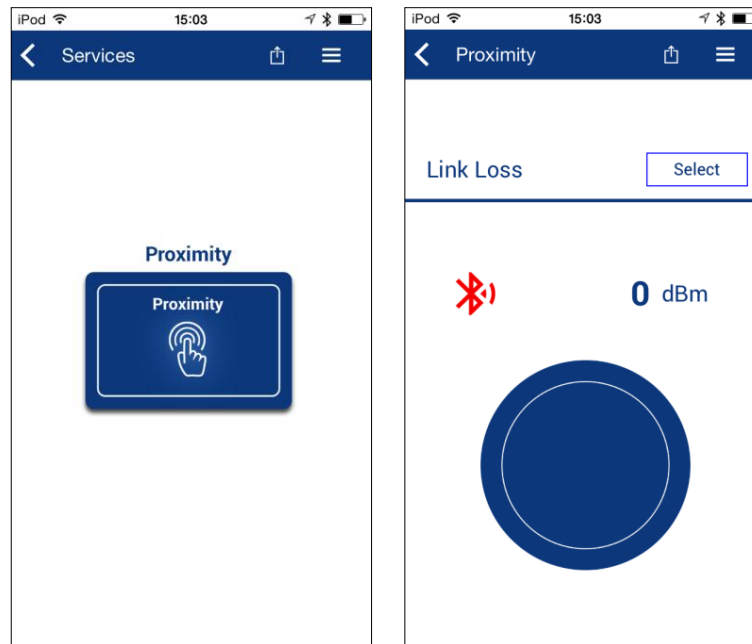 iPod 15:03
Services
Proximity
Proximity
iPod 15:03
Proximity
Link Loss Select
0 dBm